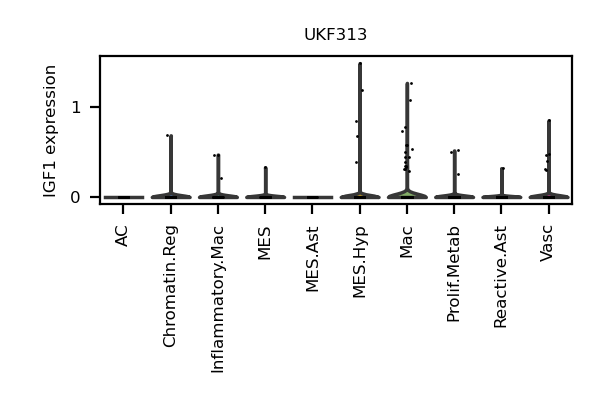 UKF313
IGF1 expression
1
0
AC
Chromatin.Reg
Inflammatory.Mac
MES
MES.Ast
MES.Hyp
Mac
Prolif.Metab
Reactive.Ast
Vasc